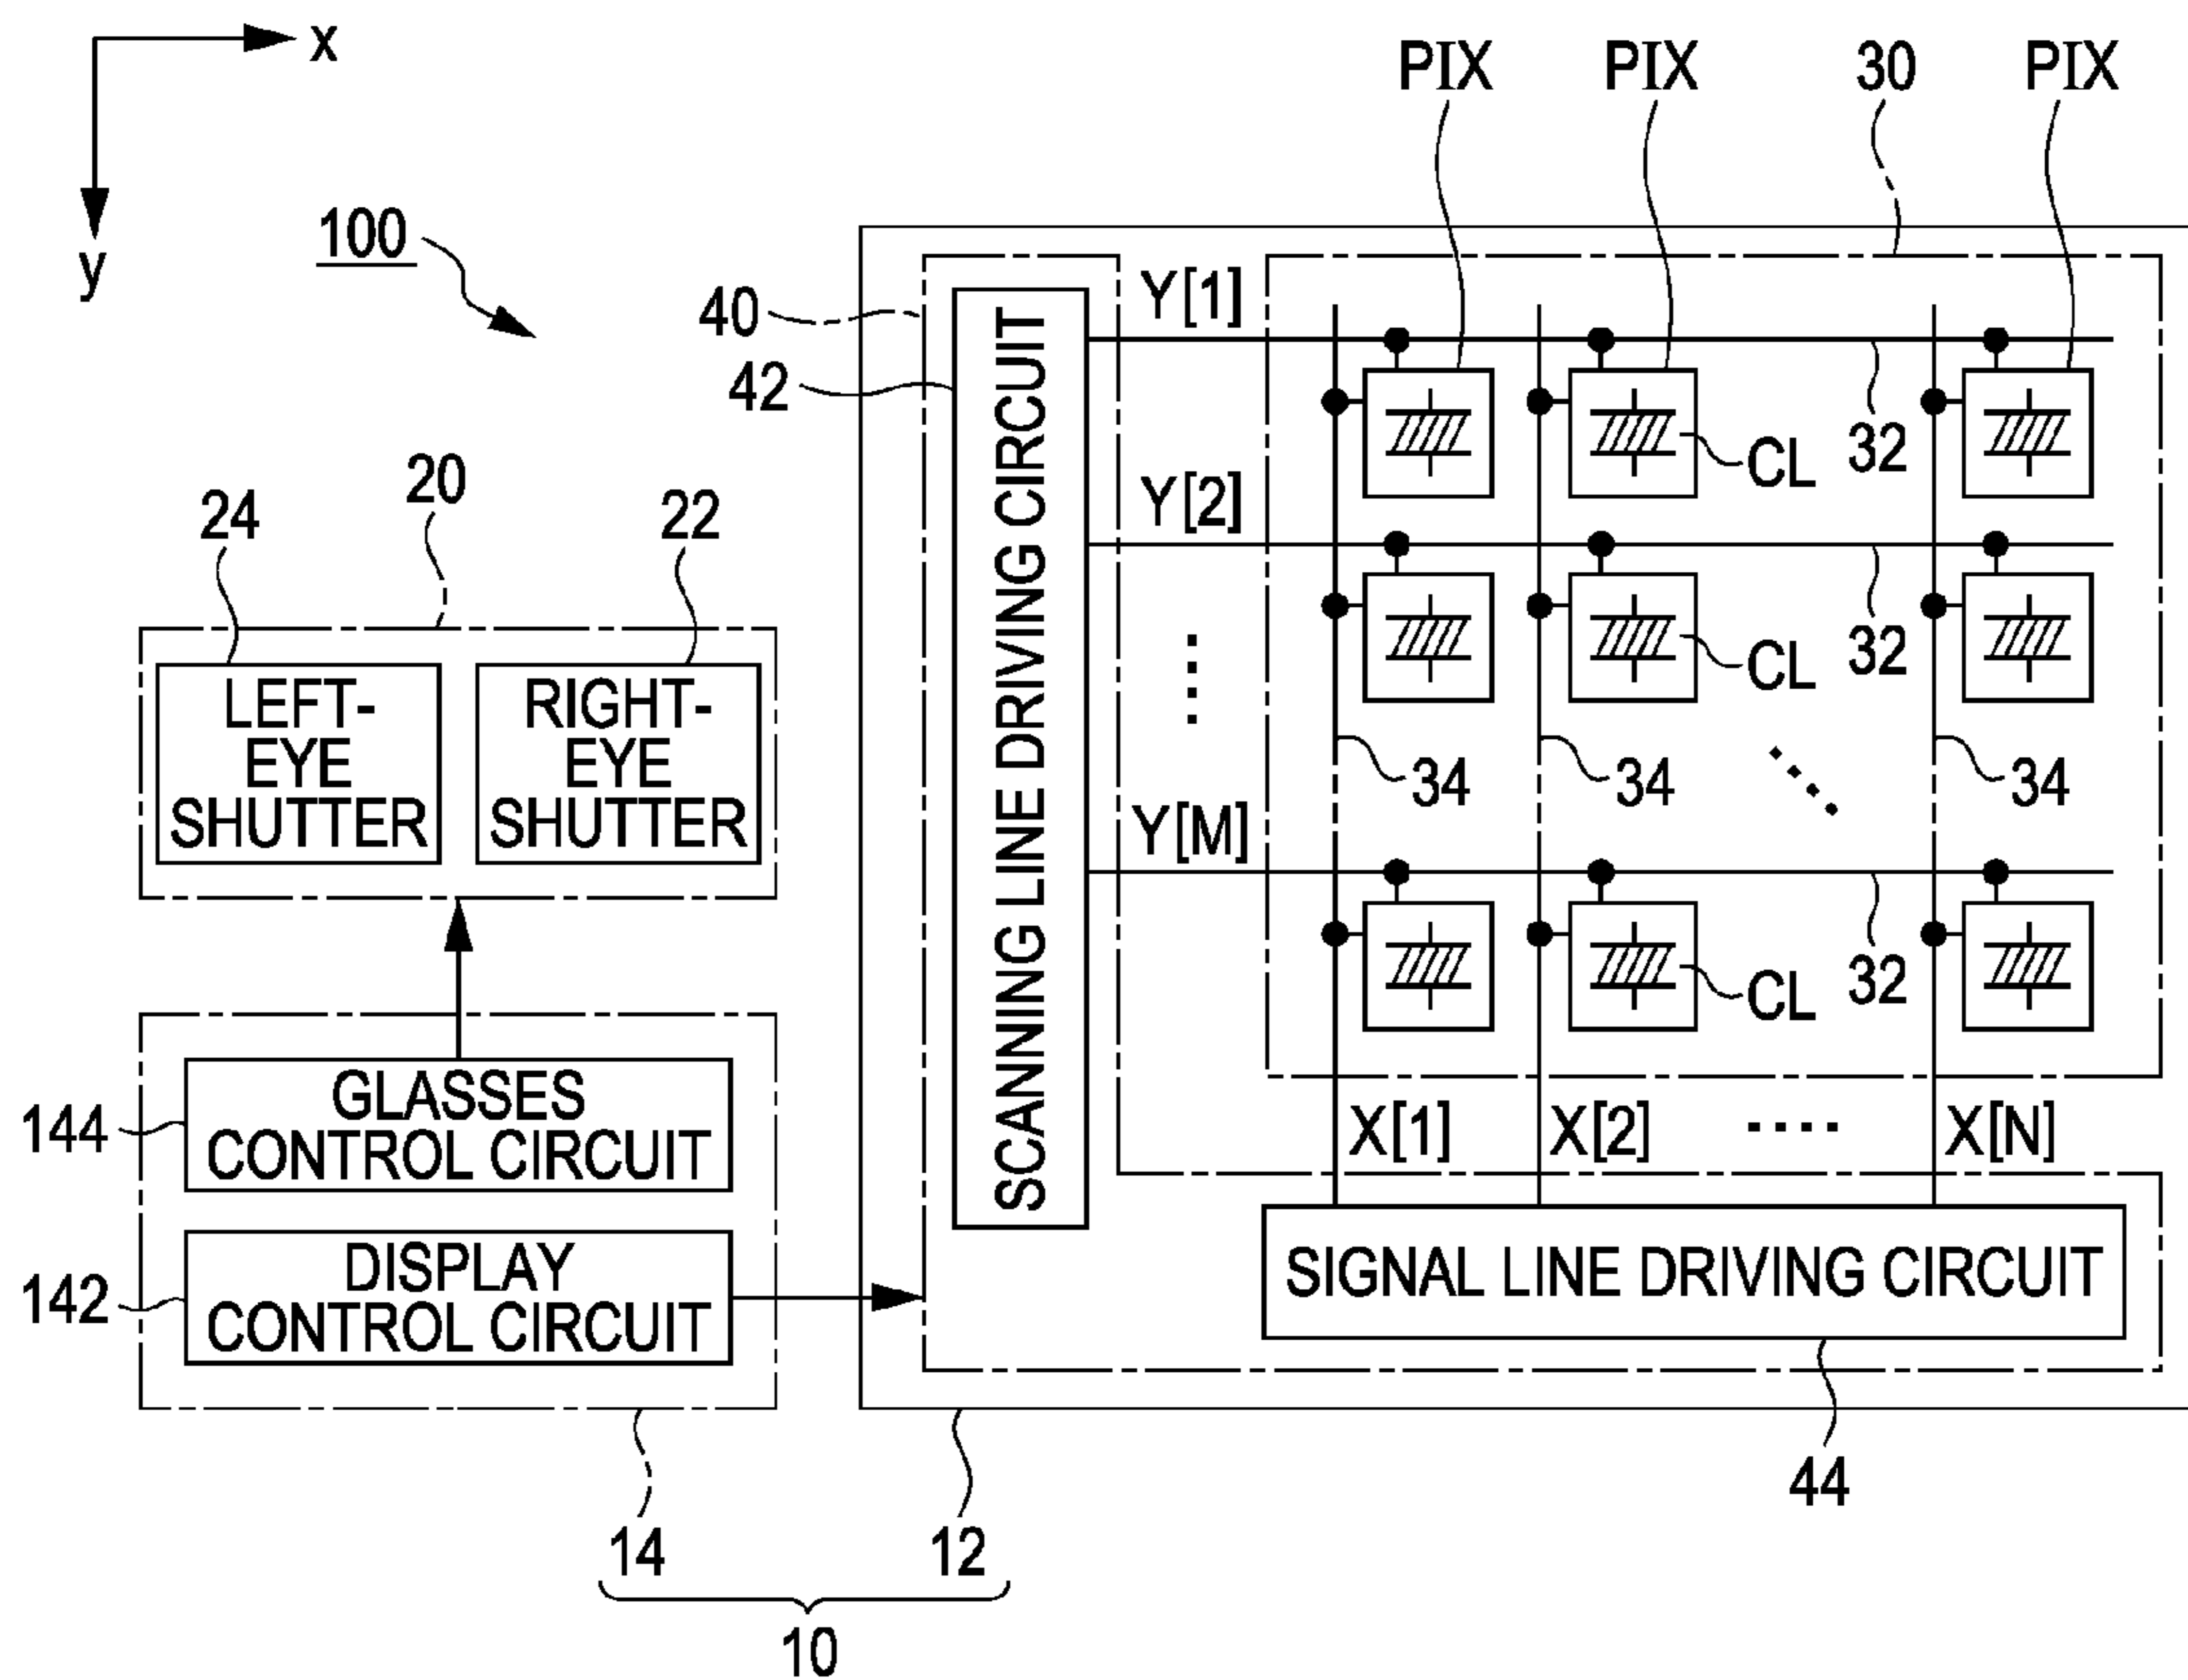 x
y
100
PIX
PIX
30
PIX
40
42
Y[1]
Y[2]
Y[M]
SCANNING LINE DRIVING CIRCUIT
CL
32
CL
32
34
34
34
CL
32
20
24
22
LEFT-
EYE
SHUTTER
RIGHT-
EYE
SHUTTER
144
GLASSES
CONTROL CIRCUIT
142
DISPLAY
CONTROL CIRCUIT
X[1]
X[2]
X[N]
SIGNAL LINE DRIVING CIRCUIT
44
14
12
10